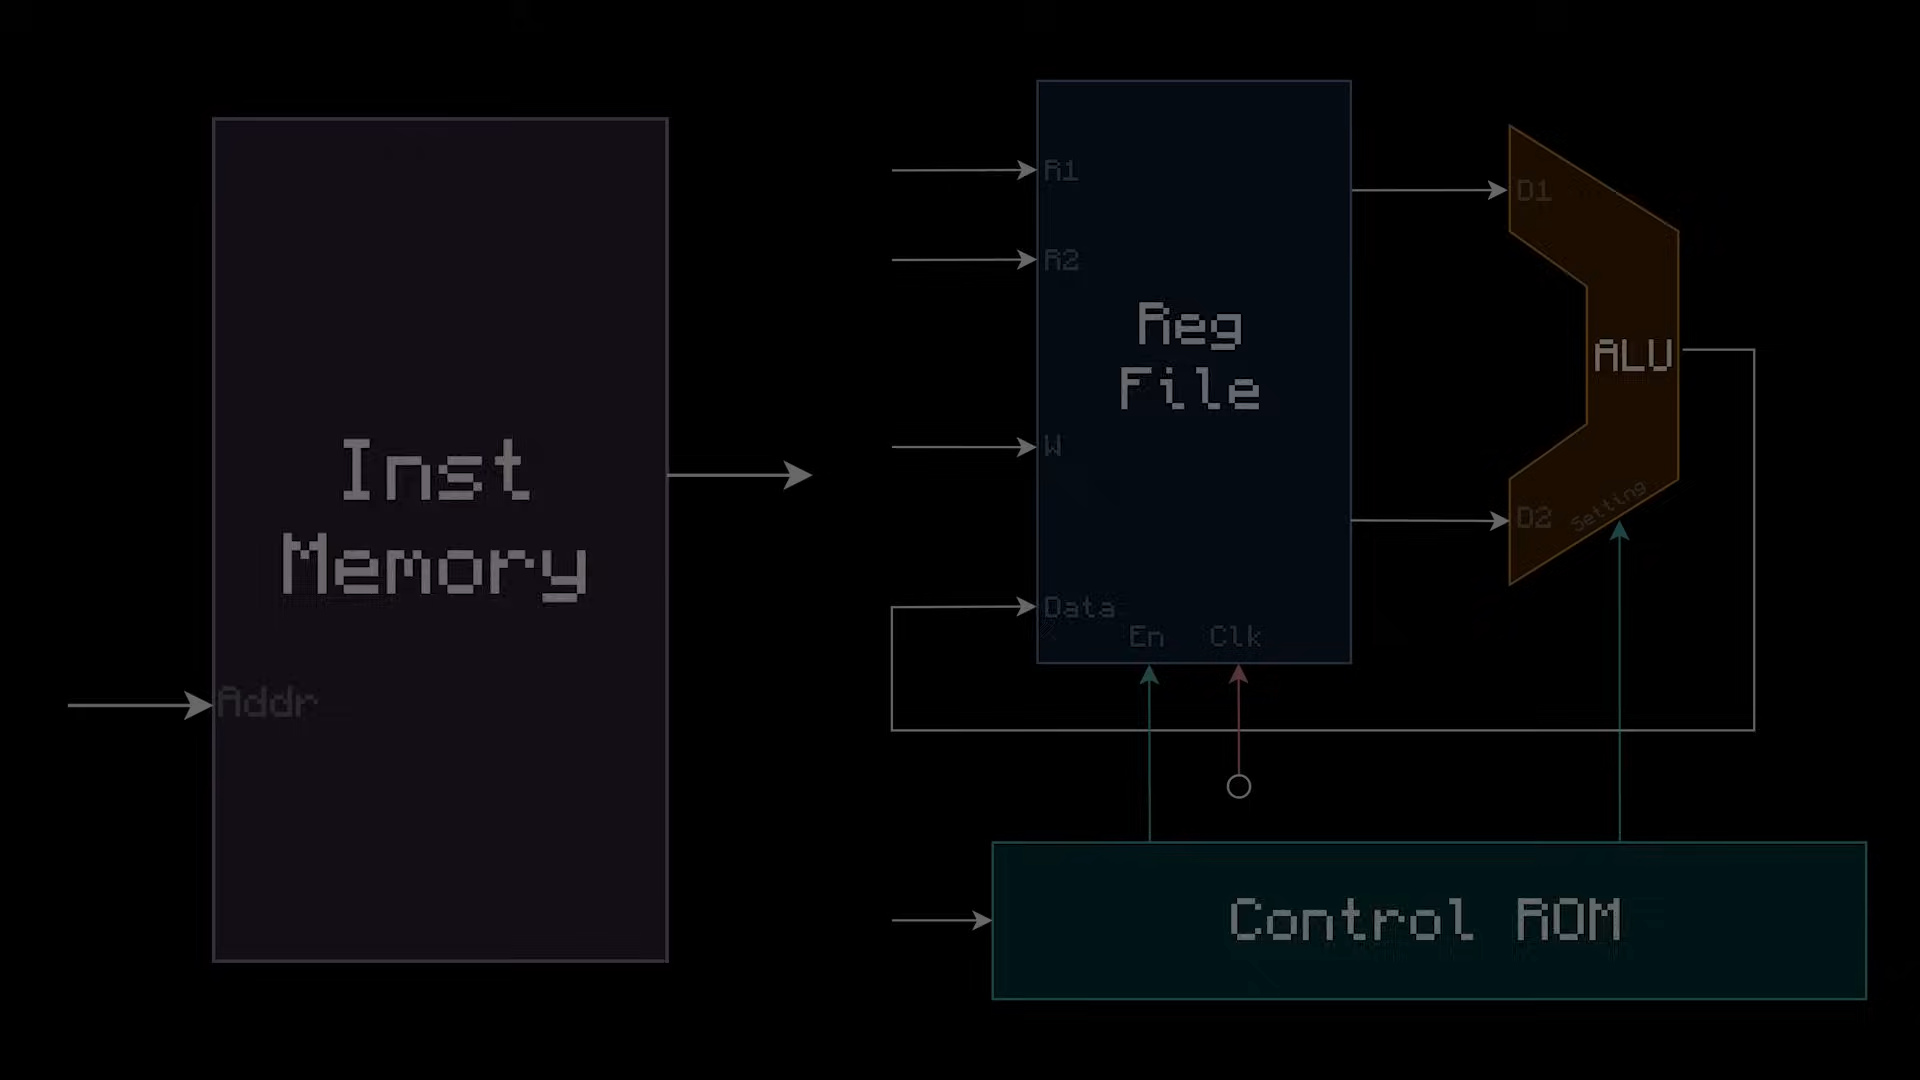 Inst
Memory
Addr
R1
R2
Reg
File
W
Data
En
Clk
D1
ALU
D2
Setting
Control ROM